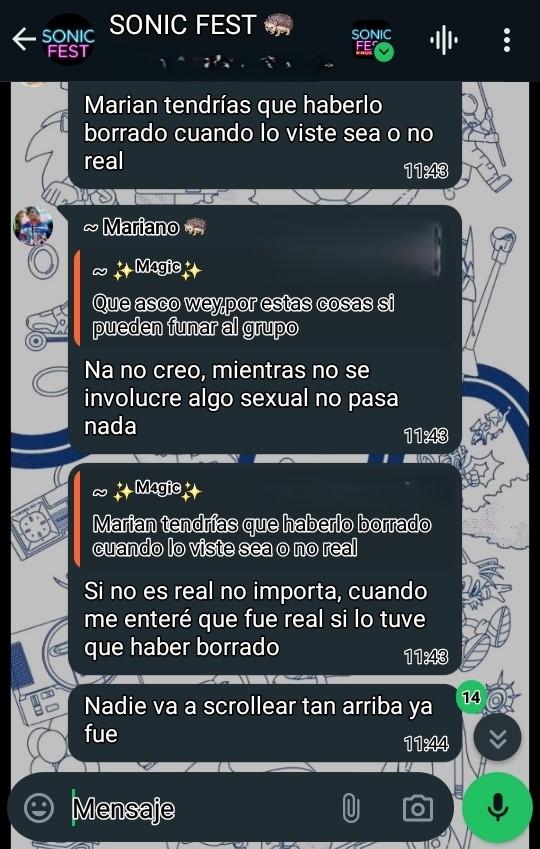 SONIC FEST 🦔
SONIC
FEST
SONIC
FES
Marian tendrías que haberlo
borrado cuando lo viste sea o no
real
11:43
~ Mariano 🦔
~ ✨M4gic✨
Que asco wey,por estas cosas si
pueden funar al grupo
Na no creo, mientras no se
involucre algo sexual no pasa
nada
11:43
~ ✨M4gic✨
Marian tendrías que haberlo borrado
cuando lo viste sea o no real
Si no es real no importa, cuando
me enteré que fue real si lo tuve
que haber borrado
11:43
Nadie va a scrollear tan arriba ya
fue
11:44
14
Mensaje